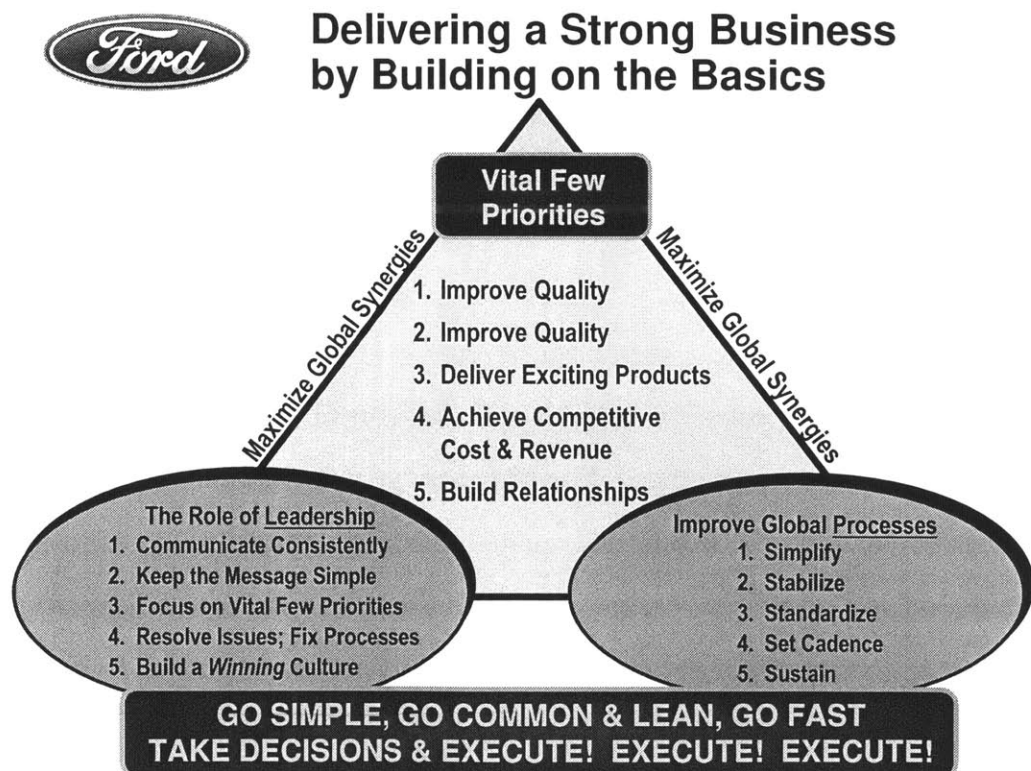 Ford
Delivering a Strong Business
by Building on the Basics
Vital Few
Priorities
Maximize Global Synergies
Maximize Global Synergies
1. Improve Quality
2. Improve Quality
3. Deliver Exciting Products
4. Achieve Competitive
Cost & Revenue
5. Build Relationships
The Role of Leadership
1. Communicate Consistently
2. Keep the Message Simple
3. Focus on Vital Few Priorities
4. Resolve Issues; Fix Processes
5. Build a Winning Culture
Improve Global Processes
1. Simplify
2. Stabilize
3. Standardize
4. Set Cadence
5. Sustain
GO SIMPLE, GO COMMON & LEAN, GO FAST
TAKE DECISIONS & EXECUTE! EXECUTE! EXECUTE!